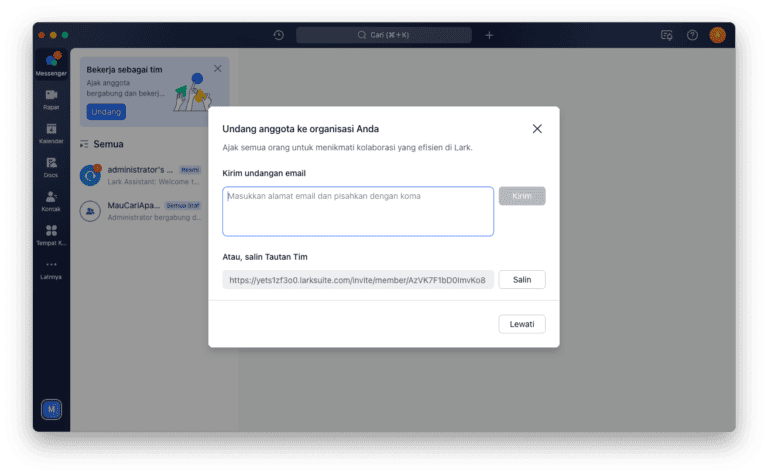 Cari (⌘+K)
Messenger
Rapat
Kalender
Docs
Kontak
Tempat K...
Lainnya
M
Bekerja sebagai tim
Ajak anggota
bergabung dan bekerj...
Undang
Semua
administrator's ...
Lark Assistant: Welcome t...
MauCariApa...
Semua Staf
Administrator bergabung d...
Undang anggota ke organisasi Anda
Ajak semua orang untuk menikmati kolaborasi yang efisien di Lark.
Kirim undangan email
Masukkan alamat email dan pisahkan dengan koma
Kirim
Atau, salin Tautan Tim
https://yets1zf3o0.larksuite.com/invite/member/AzVK7F1bD0ImvKo8
Salin
Lewati